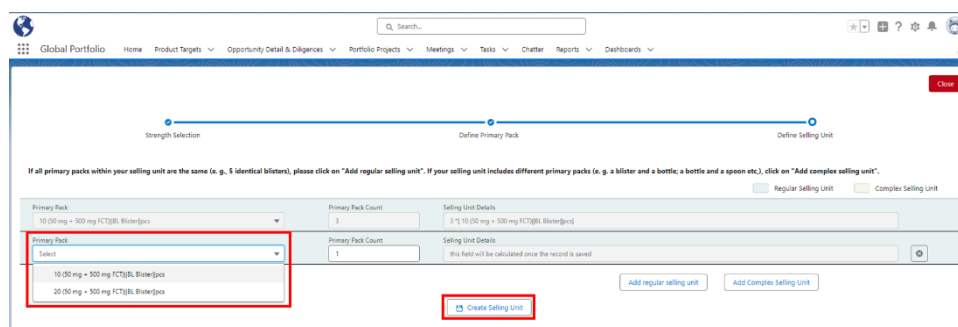 Search...
Global Portfolio Home Product Targets Opportunity Detail & Diligences Portfolio Projects Meetings Tasks Chatter Reports Dashboards
Close
Strength Selection Define Primary Pack Define Selling Unit
If all primary packs within your selling unit are the same (e. g., 5 identical blisters), please click on "Add regular selling unit". If your selling unit includes different primary packs (e. g. a blister and a bottle; a bottle and a spoon etc.), click on "Add complex selling unit".
Regular Selling Unit Complex Selling Unit
Primary Pack Primary Pack Count Selling Unit Details
10 (50 mg + 500 mg FCT)|[BL Blister]|pcs 3 3 *[ 10 (50 mg + 500 mg FCT)|[BL Blister]|pcs]
Primary Pack Primary Pack Count Selling Unit Details
Select 1 this field will be calculated once the record is saved
10 (50 mg + 500 mg FCT)|[BL Blister]|pcs
20 (50 mg + 500 mg FCT)|[BL Blister]|pcs
Add regular selling unit Add Complex Selling Unit
Create Selling Unit